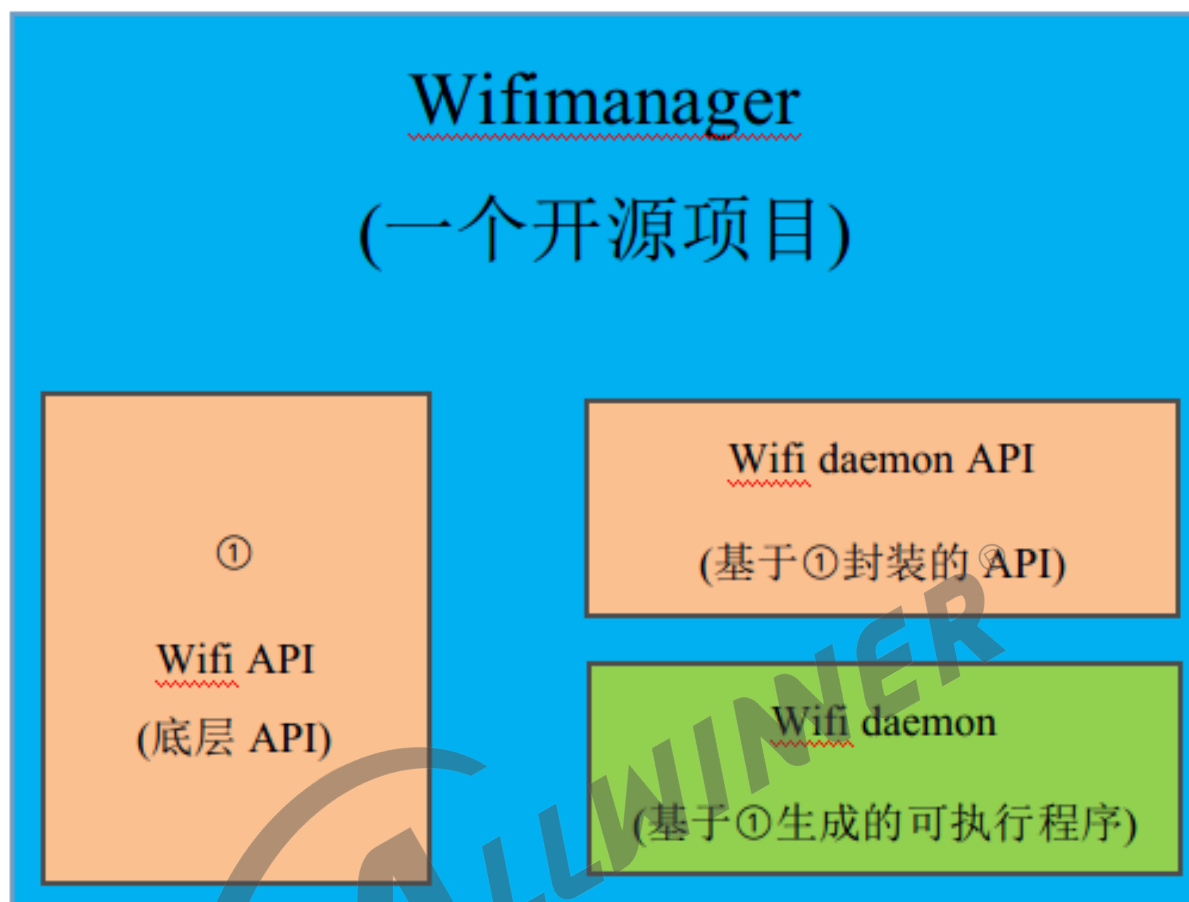 Wifimanager
(一个开源项目)
①
Wifi API
(底层 API)
Wifi daemon API
(基于①封装的 API)
Wifi daemon
(基于①生成的可执行程序)
ALLWINNER®